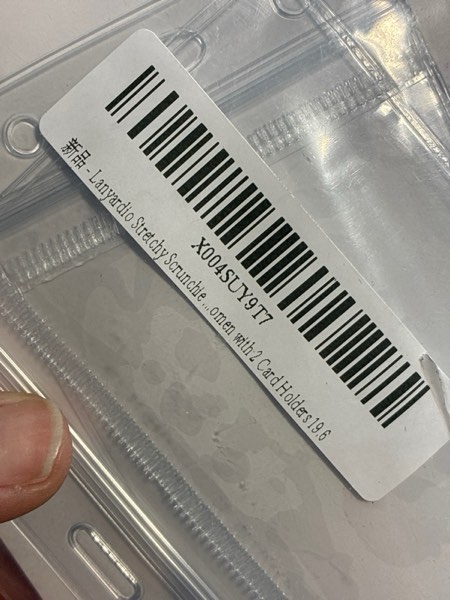 X004SUY9T7
新品 - Lanyardio Stretchy Scrunchie ...omen with 2 Card Holders 19.6